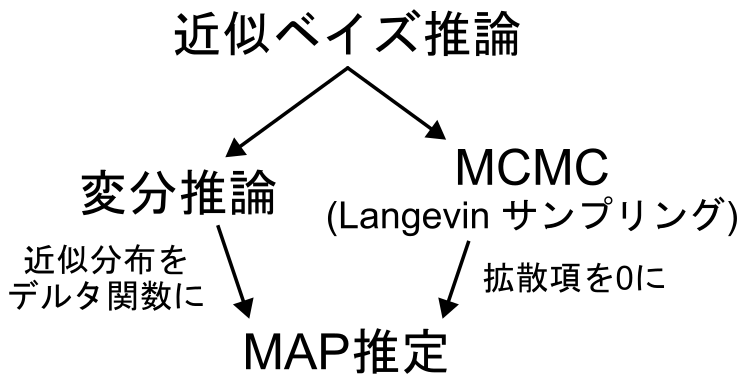 近似ベイズ推論
変分推論
MCMC
(Langevin サンプリング)
近似分布を
デルタ関数に
拡散項を0に
MAP推定